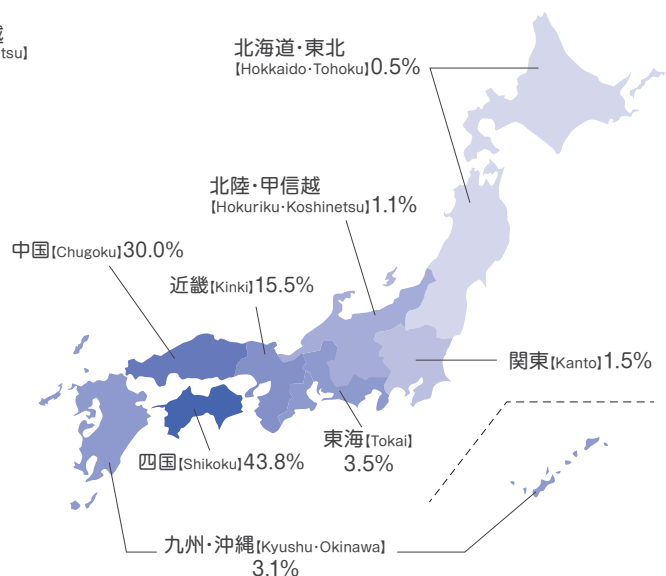 越
tsu】
北海道・東北
【Hokkaido・Tohoku】0.5%
北陸・甲信越
【Hokuriku・Koshinetsu】1.1%
中国【Chugoku】30.0%
近畿【Kinki】15.5%
関東【Kanto】1.5%
東海【Tokai】
3.5%
四国【Shikoku】43.8%
九州・沖縄【Kyushu・Okinawa】
3.1%